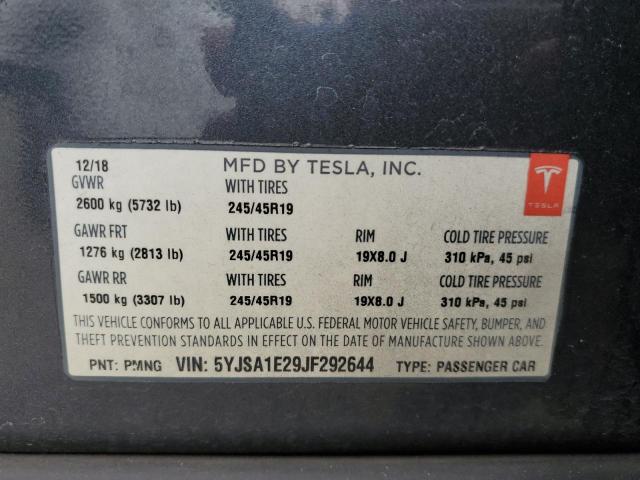 12/18 MFD BY TESLA, INC.
GVWR WITH TIRES
2600 kg (5732 lb) 245/45R19
TESLA
GAWR FRT WITH TIRES RIM COLD TIRE PRESSURE
1276 kg (2813 lb) 245/45R19 19X8.0 J 310 kPa, 45 psi
GAWR RR WITH TIRES RIM COLD TIRE PRESSURE
1500 kg (3307 lb) 245/45R19 19X8.0 J 310 kPa, 45 psi
THIS VEHICLE CONFORMS TO ALL APPLICABLE U.S. FEDERAL MOTOR VEHICLE SAFETY, BUMPER, AND
THEFT PREVENTION STANDARDS IN EFFECT ON THE DATE OF MANUFACTURE SHOWN ABOVE.
PNT: PMNG VIN: 5YJSA1E29JF292644 TYPE: PASSENGER CAR